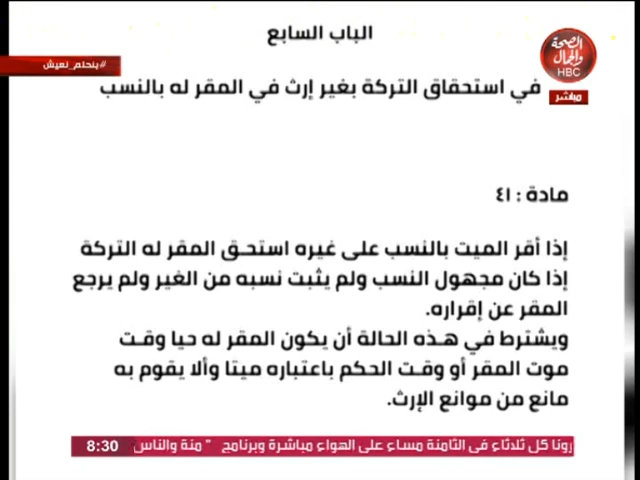 الباب السابع
الصحة
والجمال
HBC
#بنحلم_نعيش
في استحقاق التركة بغير إرث في المقر له بالنسب
مباشر
مادة : ٤١
إذا أقر الميت بالنسب على غيره استحق المقر له التركة
إذا كان مجهول النسب ولم يثبت نسبه من الغير ولم يرجع
المقر عن إقراره.
ويشترط في هذه الحالة أن يكون المقر له حيا وقت
موت المقر أو وقت الحكم باعتباره ميتا وألا يقوم به
مانع من موانع الإرث.
رونا كل ثلاثاء فى الثامنة مساء على الهواء مباشرة وبرنامج " منة والناس
8:30